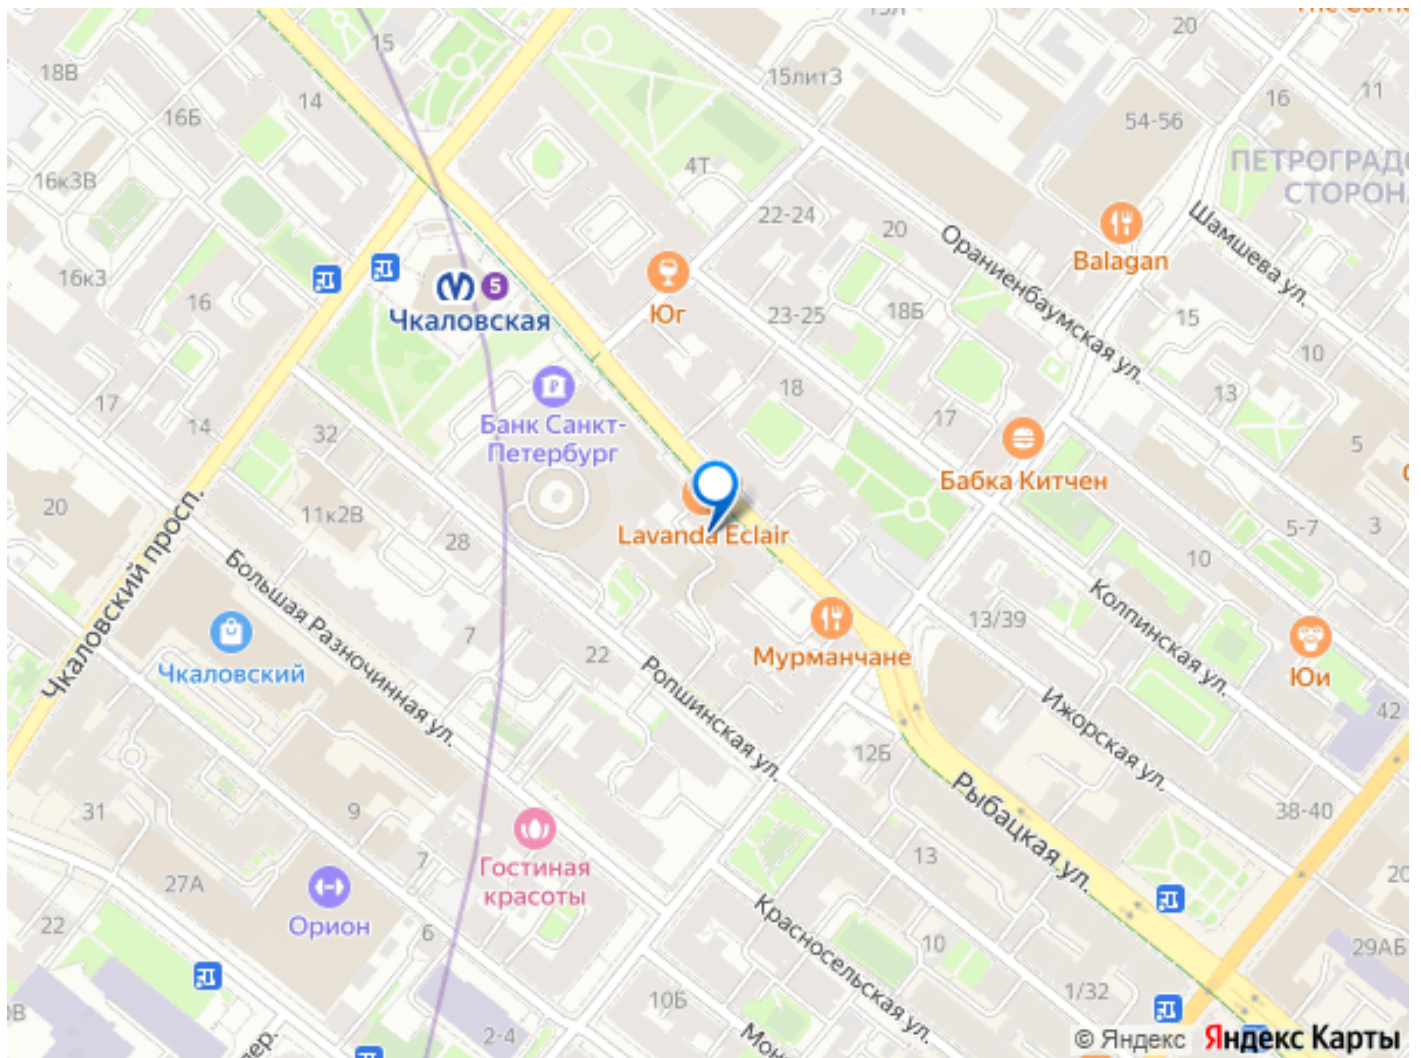 15
15л
20
18В
15лит3
14
16
11
16Б
54-56
ПЕТРОГРАДС
СТОРОНА
4Т
16к3В
22-24
20
Шамшева ул.
Ораниенбаумская ул.
Balagan
16к3
5
16
Чкаловская
Юг
23-25
18Б
15
10
17
14
32
18
13
17
Банк Санкт-
Петербург
5
Бабка Китчен
20
11к2В
28
Lavanda Eclair
5-7
3
10
Чкаловский просп.
Большая Разночинная ул.
Колпинская ул.
13/39
7
22
Мурманчане
Чкаловский
Юи
Ропшинская ул.
Ижорская ул.
42
12Б
Рыбацкая ул.
31
9
38-40
7
13
Гостиная
красоты
27А
20
Орион
22
6
Красносельская ул.
10
29АБ
10Б
1/32
2-4
пер.
© Яндекс Яндекс Карты